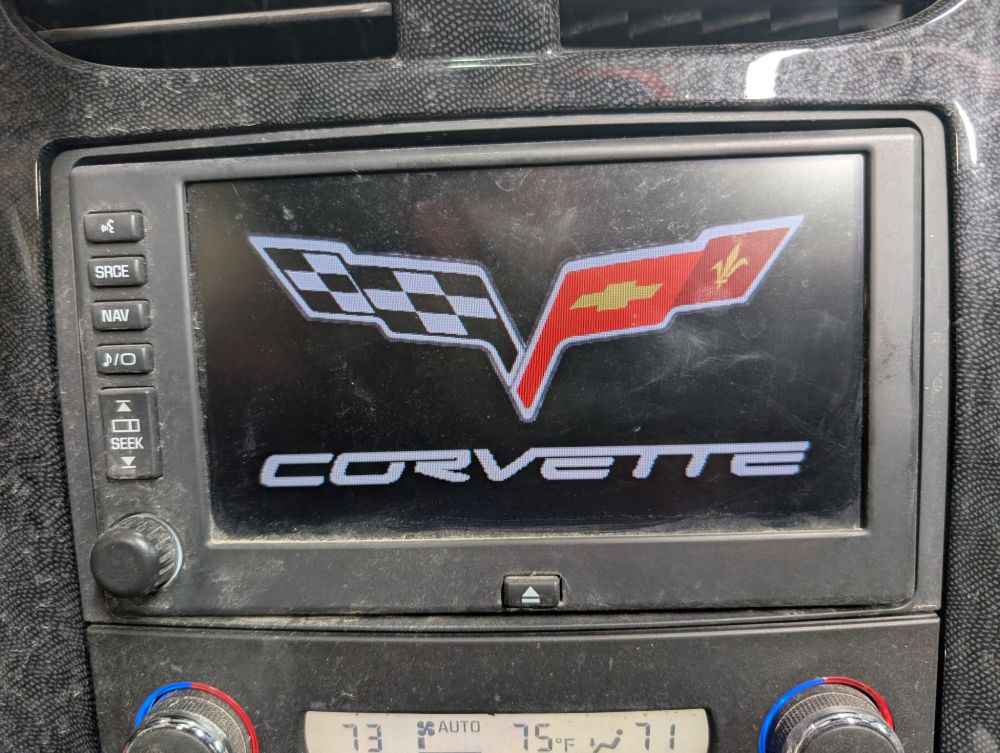 SRCE
NAV
SEEK
CORVETTE
73 AUTO 75°F 71